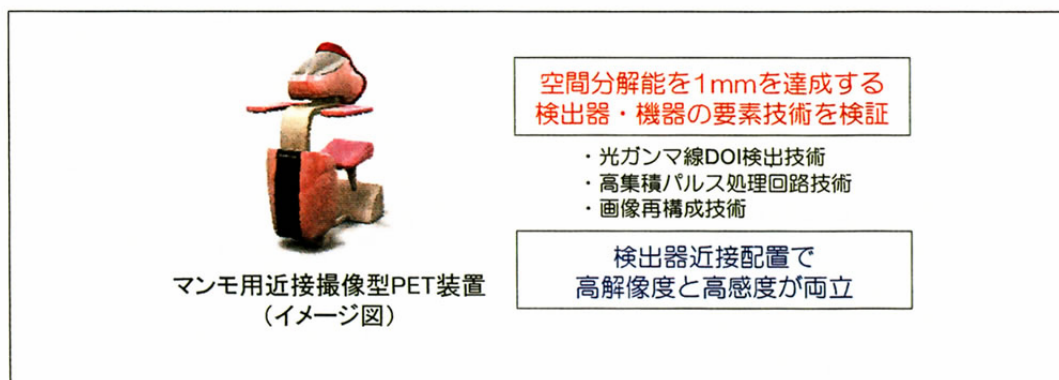 空間分解能を1mmを達成する
検出器・機器の要素技術を検証
・光ガンマ線DOI検出技術
・高集積パルス処理回路技術
・画像再構成技術
検出器近接配置で
高解像度と高感度が両立
マンモ用近接撮像型PET装置
（イメージ図）